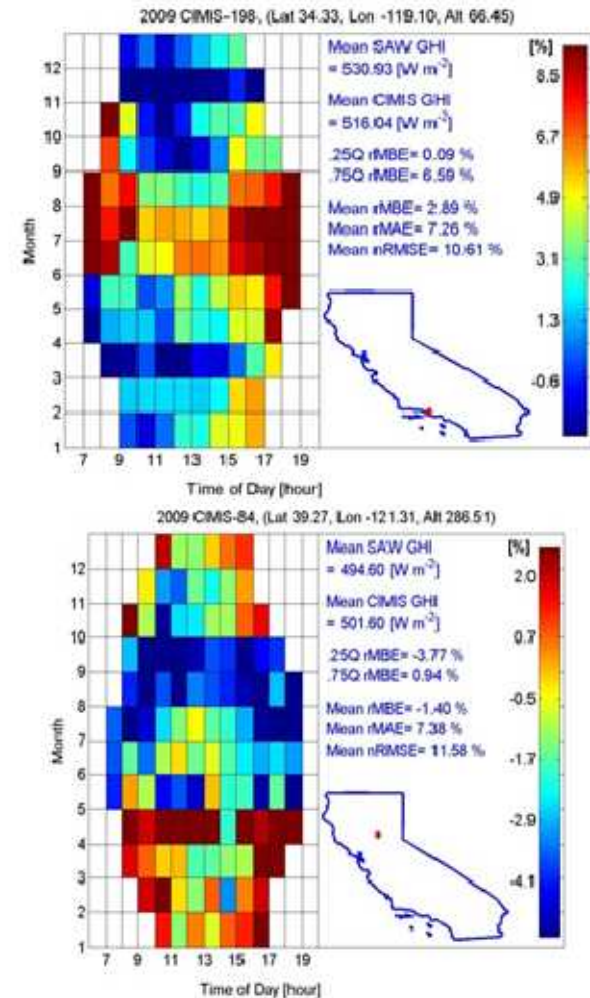 2009 CIMIS-198, (Lat 34.33, Lon -119.10, Alt 66.45)
Mean SAW GHI
= 530.93 [W m-2]
Mean CIMIS GHI
= 516.04 [W m-2]
.25Q rMBE= 0.09 %
.75Q rMBE= 6.59 %
Mean rMBE= 2.89 %
Mean rMAE= 7.26 %
Mean nRMSE= 10.61 %
[%]
8.5
6.7
4.9
3.1
1.3
-0.6
Month
12
11
10
9
8
7
6
5
4
3
2
1
7 9 11 13 15 17 19
Time of Day [hour]
2009 CIMIS-84, (Lat 39.27, Lon -121.31, Alt 286.51)
Mean SAW GHI
= 494.60 [W m-2]
Mean CIMIS GHI
= 501.60 [W m-2]
.25Q rMBE= -3.77 %
.75Q rMBE= 0.94 %
Mean rMBE= -1.40 %
Mean rMAE= 7.38 %
Mean nRMSE= 11.58 %
[%]
2.0
0.7
-0.5
-1.7
-2.9
-4.1
Month
12
11
10
9
8
7
6
5
4
3
2
1
7 9 11 13 15 17 19
Time of Day [hour]